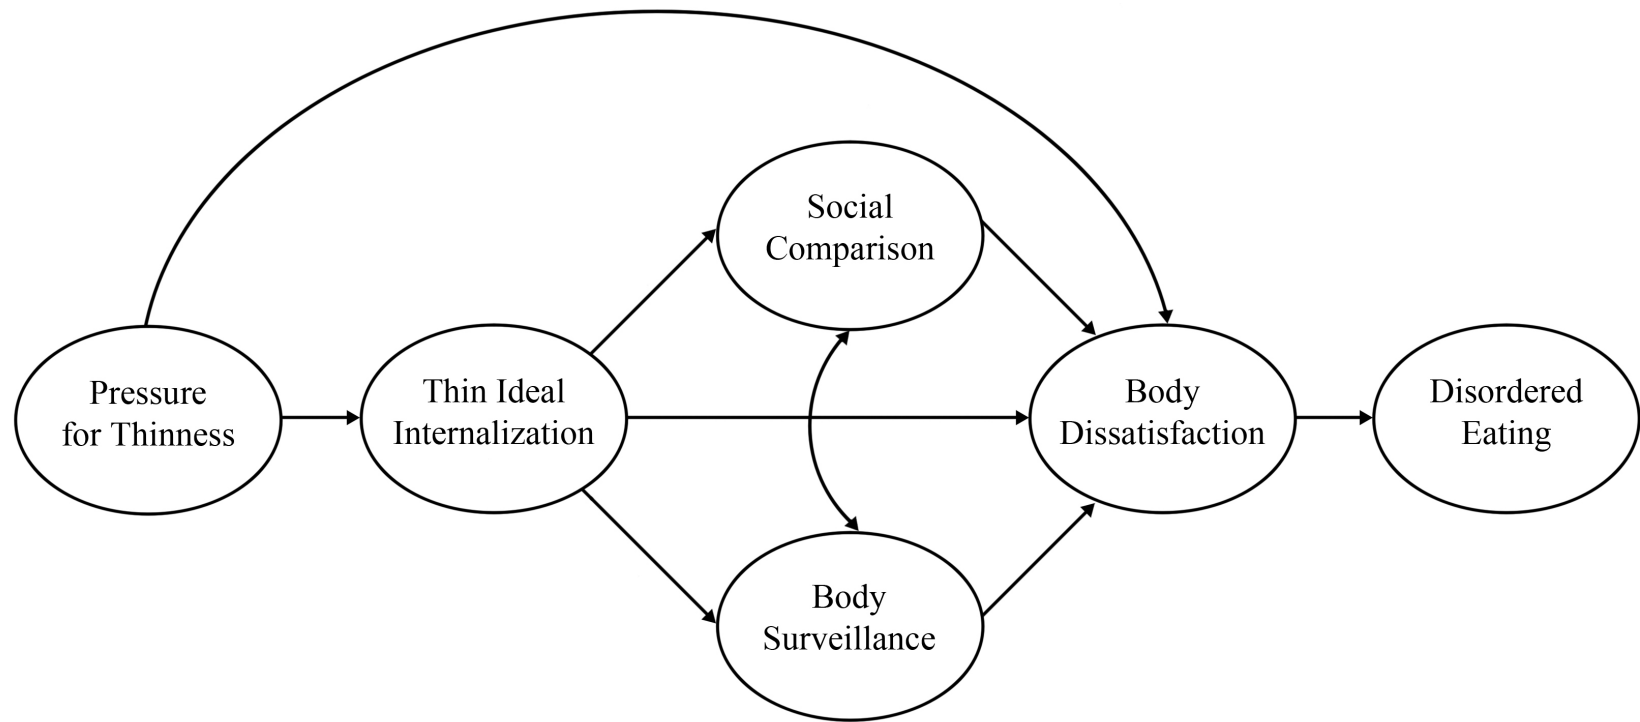 Social
Comparison
Pressure
for Thinness
Thin Ideal
Internalization
Body
Dissatisfaction
Disordered
Eating
Body
Surveillance